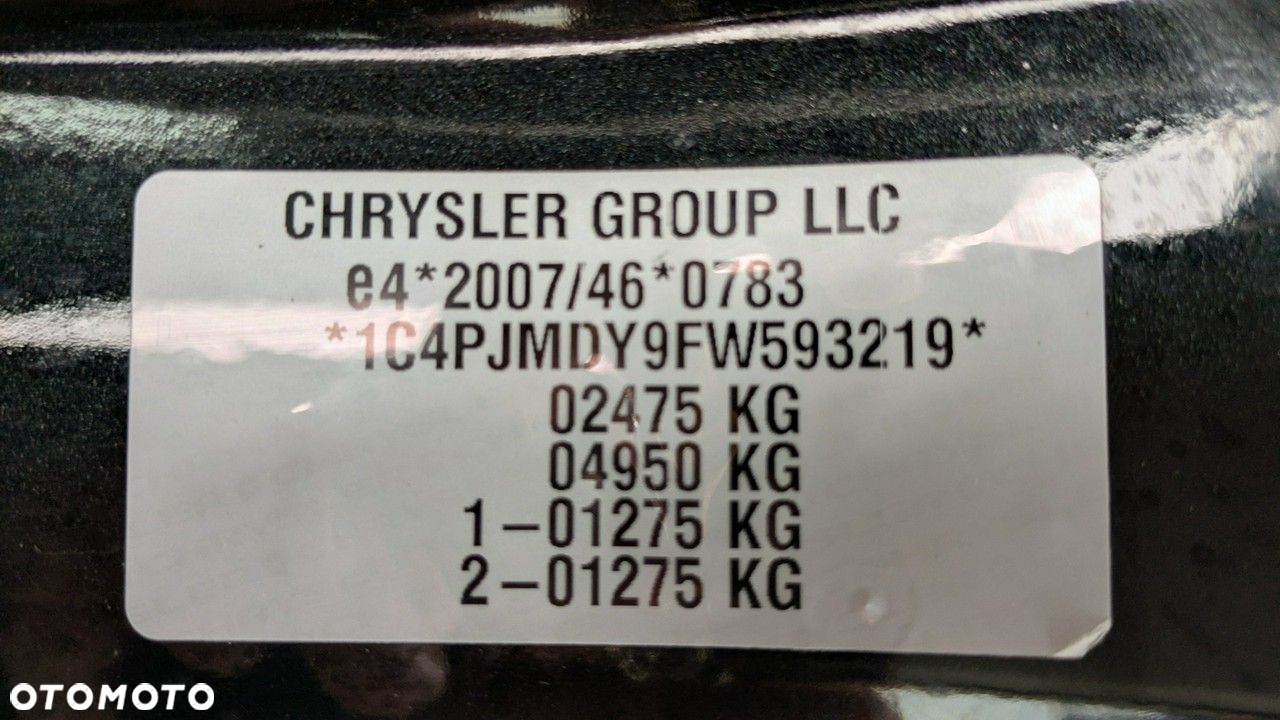 CHRYSLER GROUP LLC
e4*2007/46*0783
*1C4PJMDY9FW593219*
02475 KG
04950 KG
1-01275 KG
2-01275 KG
OTOMOTO